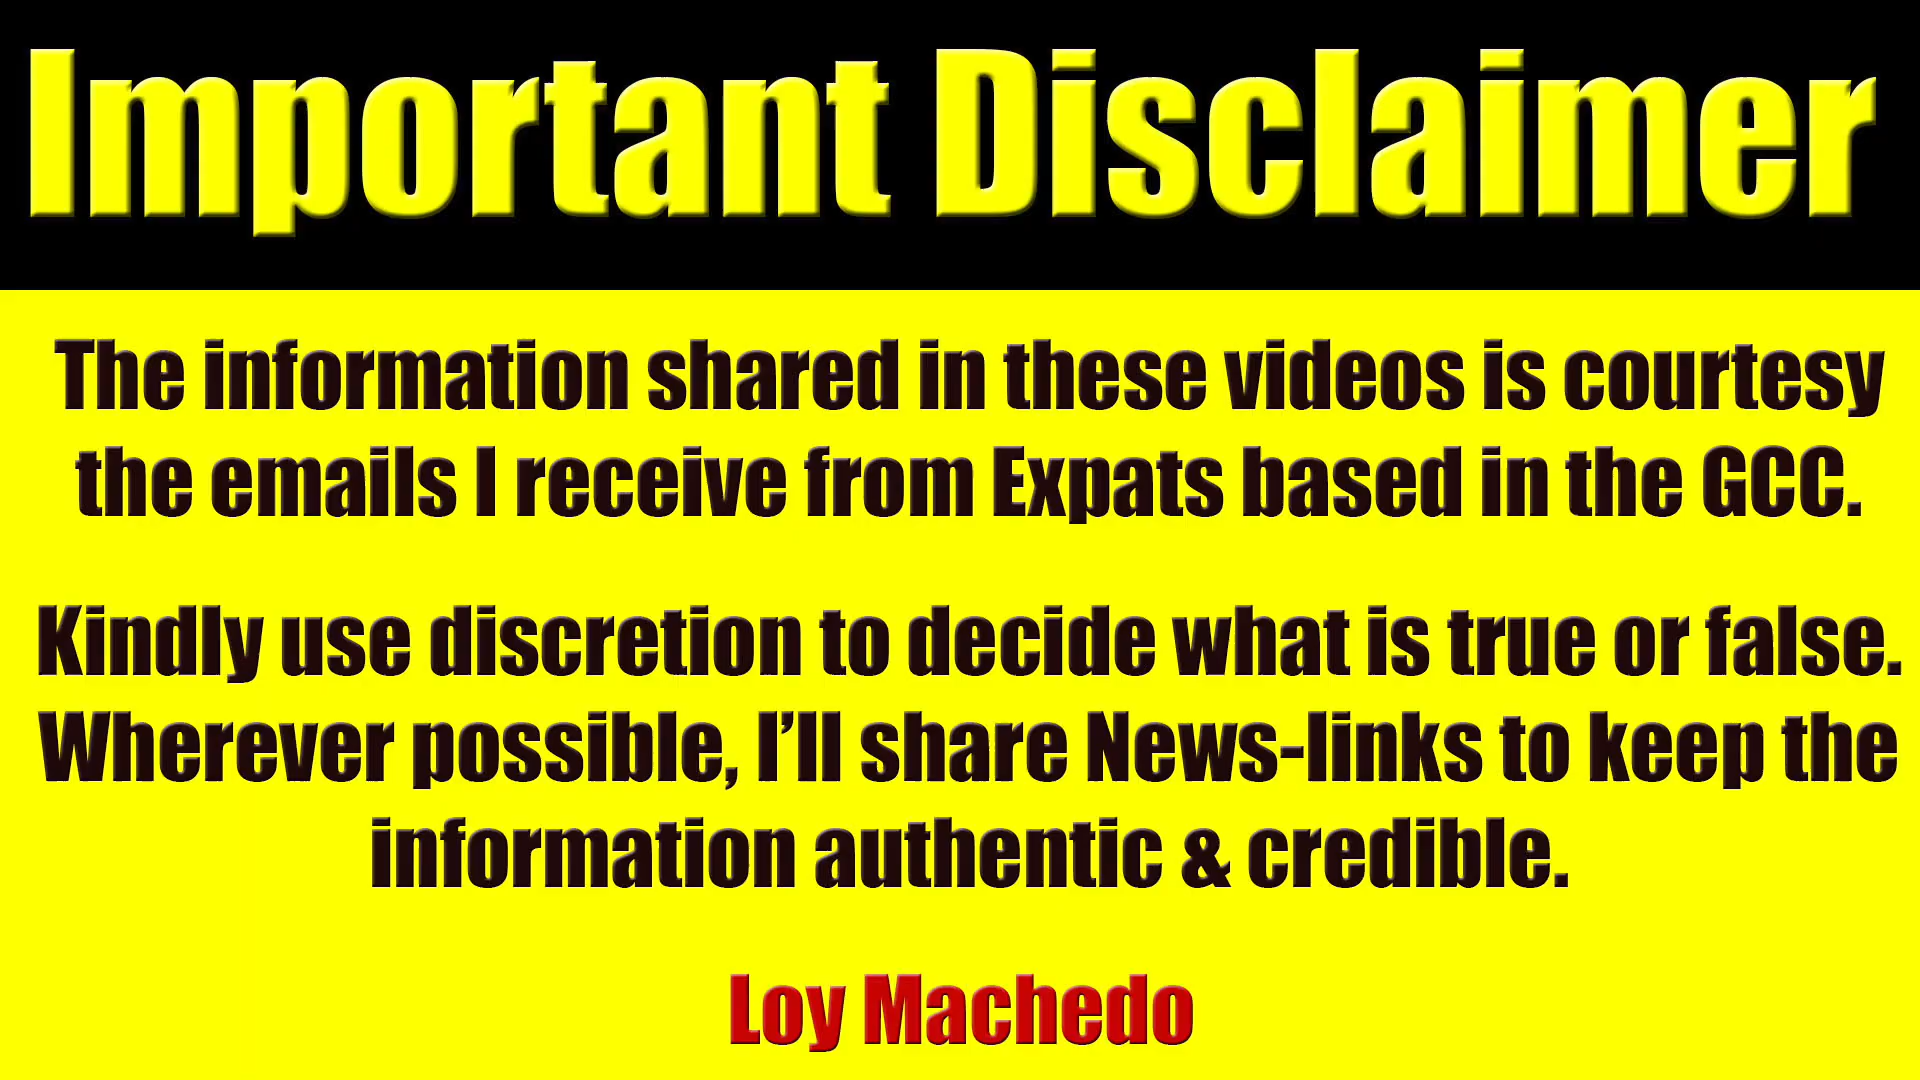 Important Disclaimer
The information shared in these videos is courtesy
the emails I receive from Expats based in the GCC.
Kindly use discretion to decide what is true or false.
Wherever possible, I’ll share News-links to keep the
information authentic & credible.
Loy Machedo